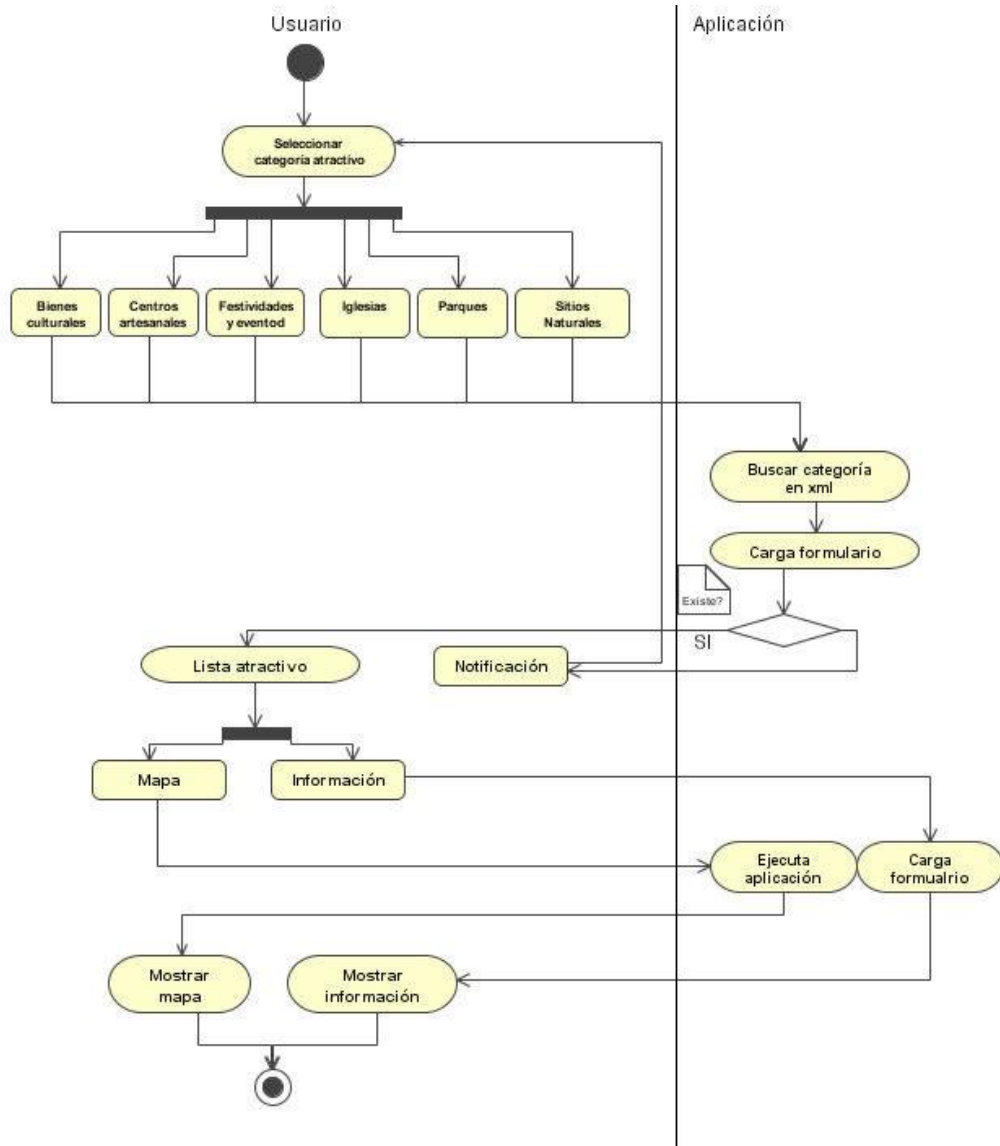 Usuario
Aplicación
Seleccionar
categoría atractivo
Bienes
culturales
Centros
artesanales
Festividades
y eventod
Iglesias
Parques
Sitios
Naturales
Buscar categoría
en xml
Carga formulario
Existe?
SI
Lista atractivo
Notificación
Mapa
Información
Ejecuta
aplicación
Carga
formualrio
Mostrar
mapa
Mostrar
información